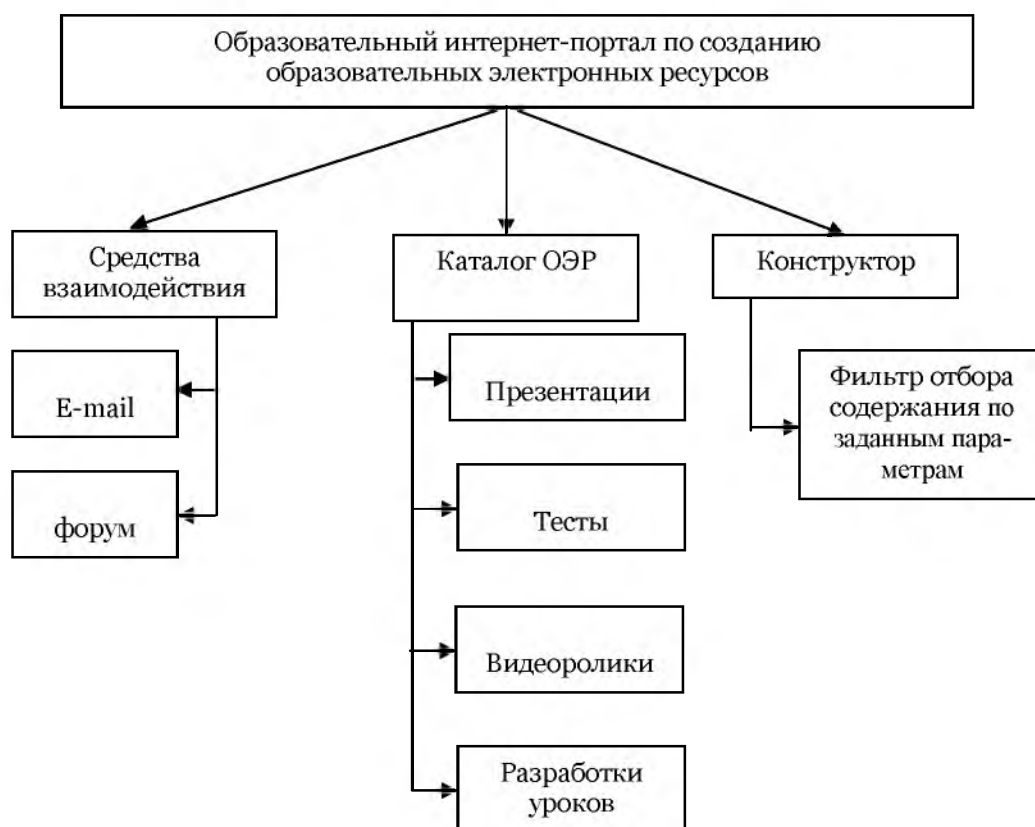 Образовательный интернет-портал по созданию
образовательных электронных ресурсов
Средства
взаимодействия
E-mail
форум
Каталог ОЭР
Презентации
Тесты
Видеоролики
Разработки
уроков
Конструктор
Фильтр отбора
содержания по
заданным пара-
метрам